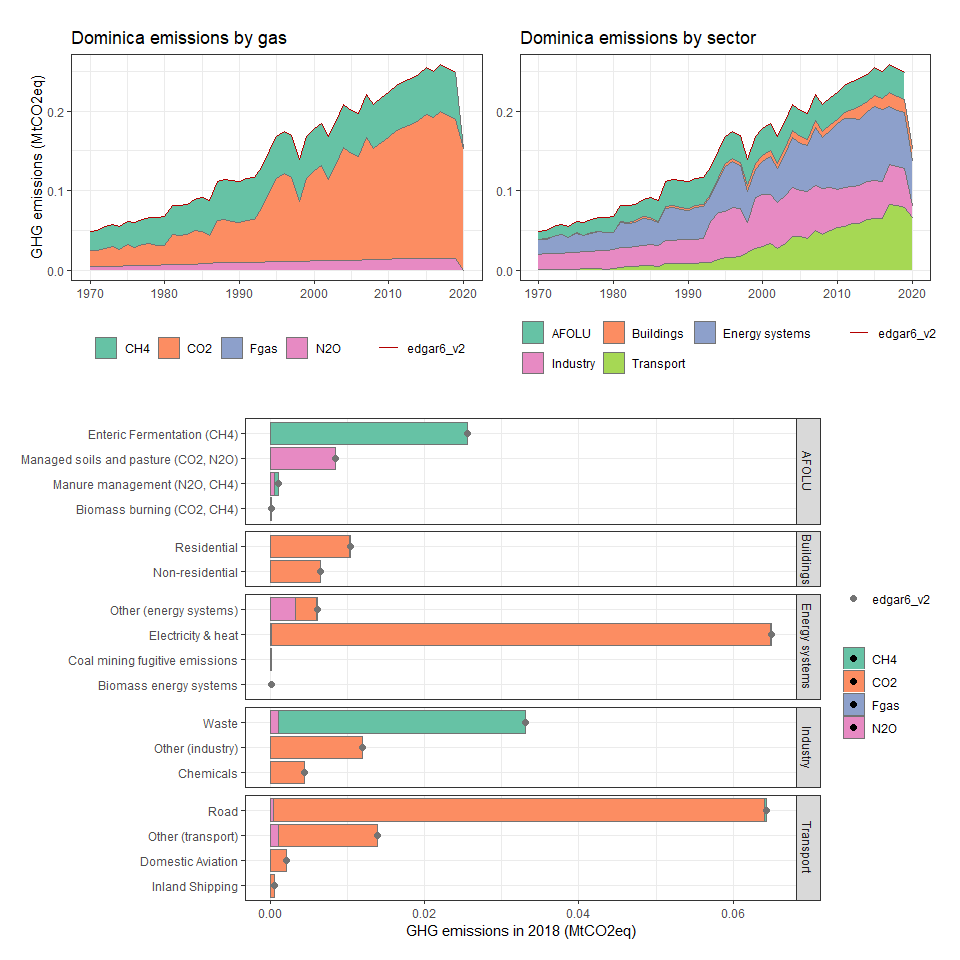 Dominica emissions by gas
GHG emissions (MtCO2eq)
0.2
0.1
0.0
1970 1980 1990 2000 2010 2020
CH4 CO2 Fgas N2O edgar6_v2
Dominica emissions by sector
0.2
0.1
0.0
1970 1980 1990 2000 2010 2020
AFOLU Buildings Energy systems edgar6_v2
Industry Transport
Enteric Fermentation (CH4)
Managed soils and pasture (CO2, N2O)
Manure management (N2O, CH4)
Biomass burning (CO2, CH4)
AFOLU
Residential
Non-residential
Buildings
Other (energy systems)
Electricity & heat
Coal mining fugitive emissions
Biomass energy systems
Energy systems
Waste
Other (industry)
Chemicals
Industry
Road
Other (transport)
Domestic Aviation
Inland Shipping
Transport
0.00 0.02 0.04 0.06
GHG emissions in 2018 (MtCO2eq)
edgar6_v2
CH4
CO2
Fgas
N2O